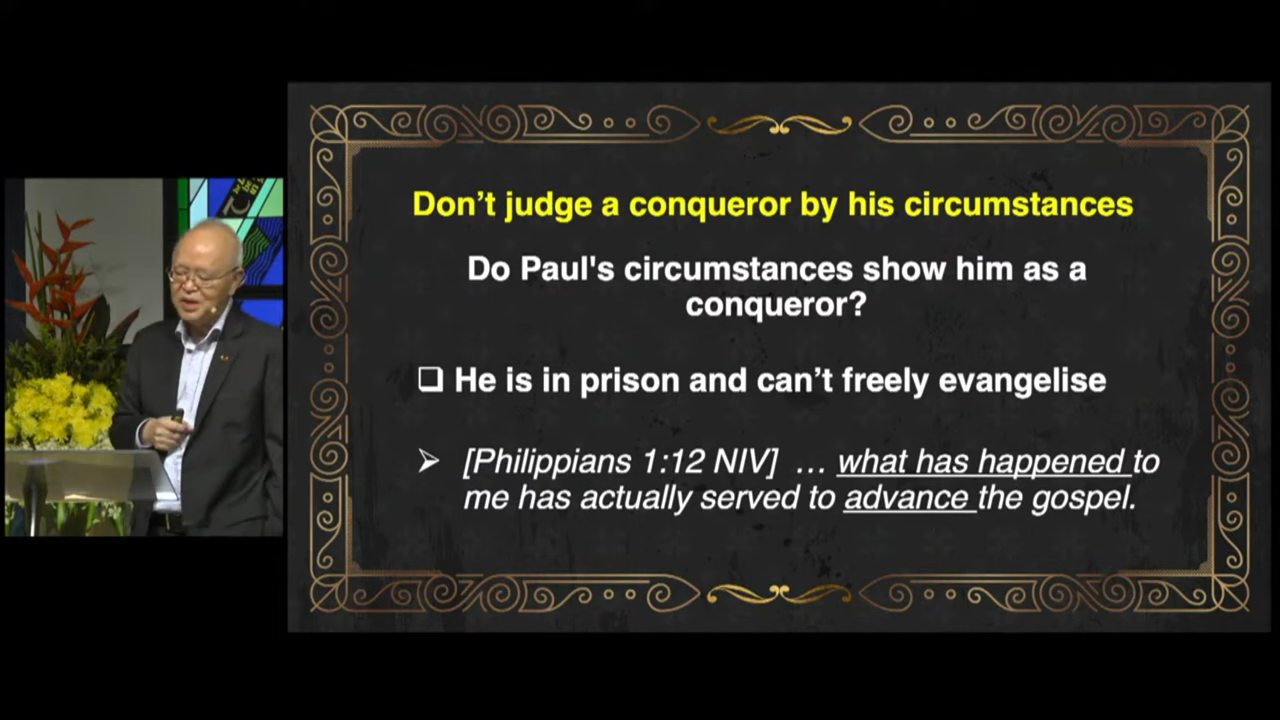 Don’t judge a conqueror by his circumstances
Do Paul's circumstances show him as a
conqueror?
❑ He is in prison and can’t freely evangelise
➢ [Philippians 1:12 NIV] … what has happened to
me has actually served to advance the gospel.